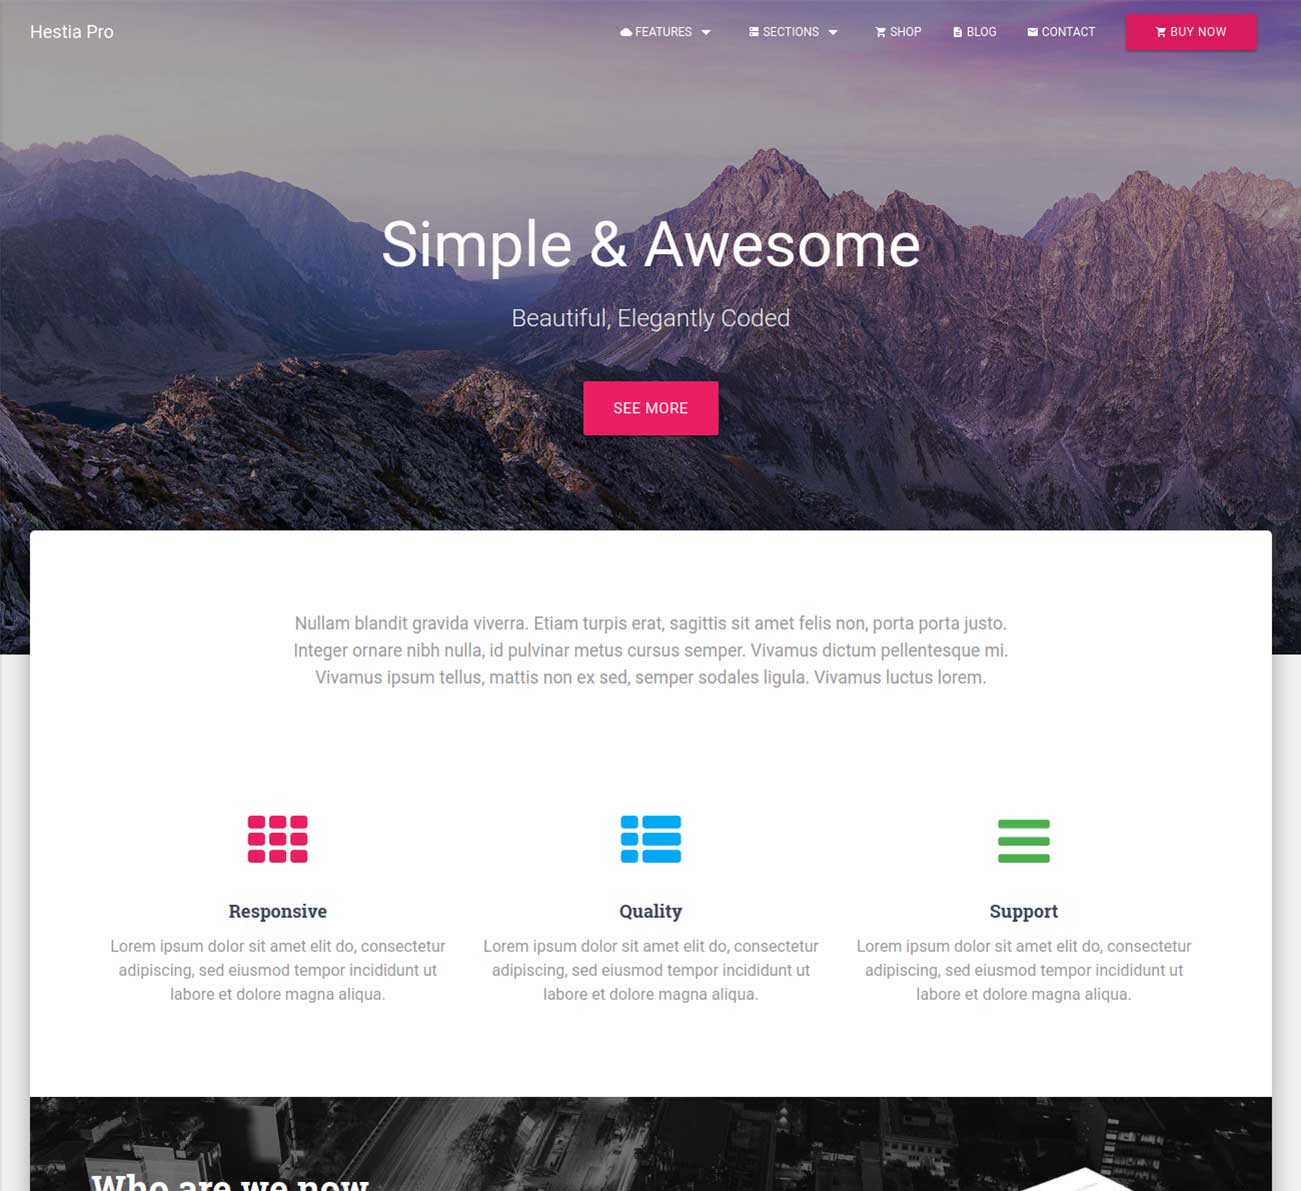 Hestia Pro
FEATURES
SECTIONS
SHOP
BLOG
CONTACT
BUY NOW
Simple & Awesome
Beautiful, Elegantly Coded
SEE MORE
Nullam blandit gravida viverra. Etiam turpis erat, sagittis sit amet felis non, porta porta justo.
Integer ornare nibh nulla, id pulvinar metus cursus semper. Vivamus dictum pellentesque mi.
Vivamus ipsum tellus, mattis non ex sed, semper sodales ligula. Vivamus luctus lorem.
Responsive
Lorem ipsum dolor sit amet elit do, consectetur
adipiscing, sed eiusmod tempor incididunt ut
labore et dolore magna aliqua.
Quality
Lorem ipsum dolor sit amet elit do, consectetur
adipiscing, sed eiusmod tempor incididunt ut
labore et dolore magna aliqua.
Support
Lorem ipsum dolor sit amet elit do, consectetur
adipiscing, sed eiusmod tempor incididunt ut
labore et dolore magna aliqua.
Who are we now